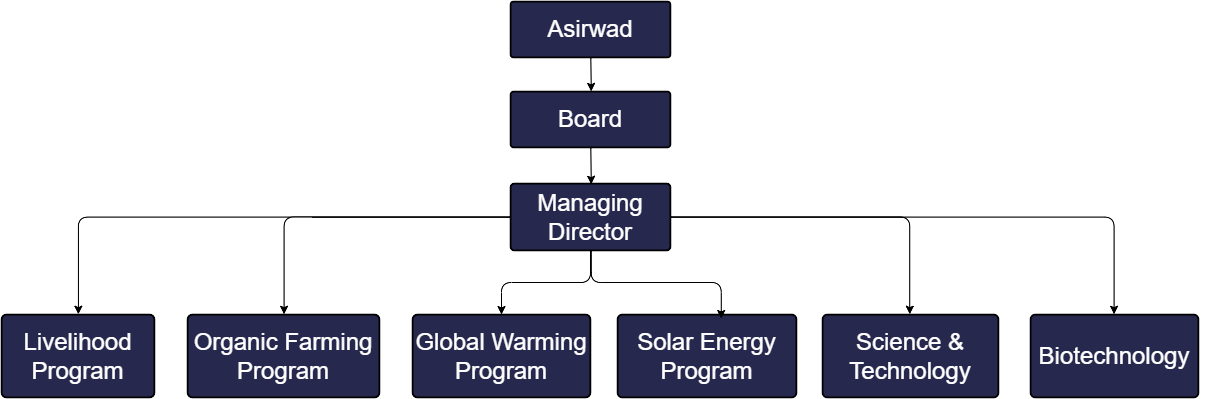 Asirwad
Board
Managing
Director
Livelihood
Program
Organic Farming
Program
Global Warming
Program
Solar Energy
Program
Science &
Technology
Biotechnology